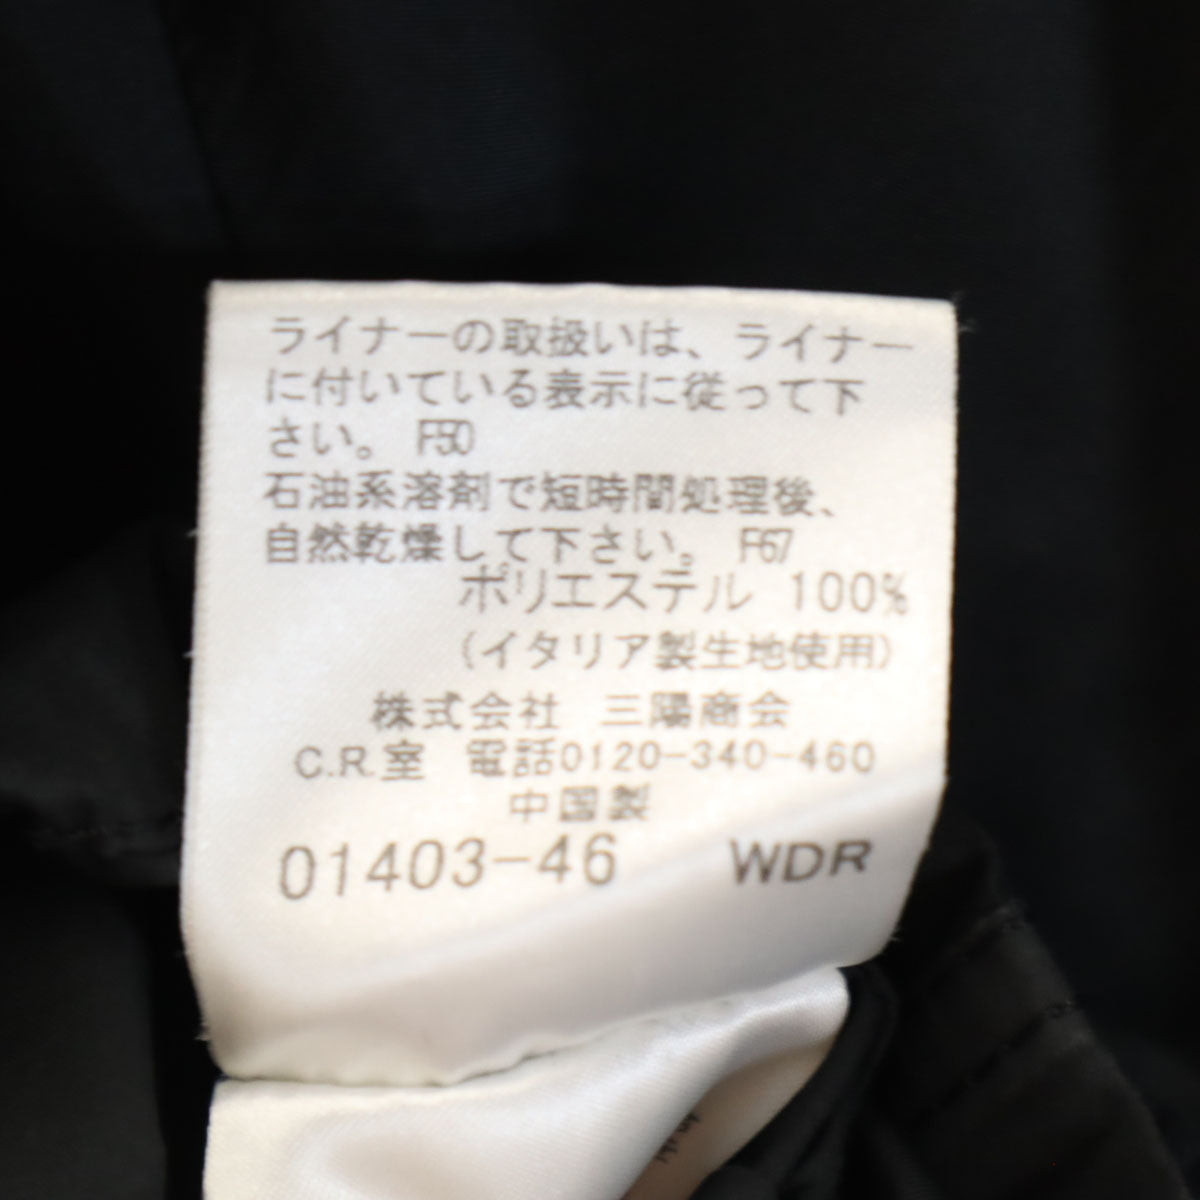 ライナーの取扱いは、ライナー
に付いている表示に従って下
さい。 F50
石油系溶剤で短時間処理後、
自然乾燥して下さい。 F67
ポリエステル 100%
(イタリア製生地使用)
株式会社 三陽商会
C.R.室 電話0120-340-460
中国製
01403-46 WDR